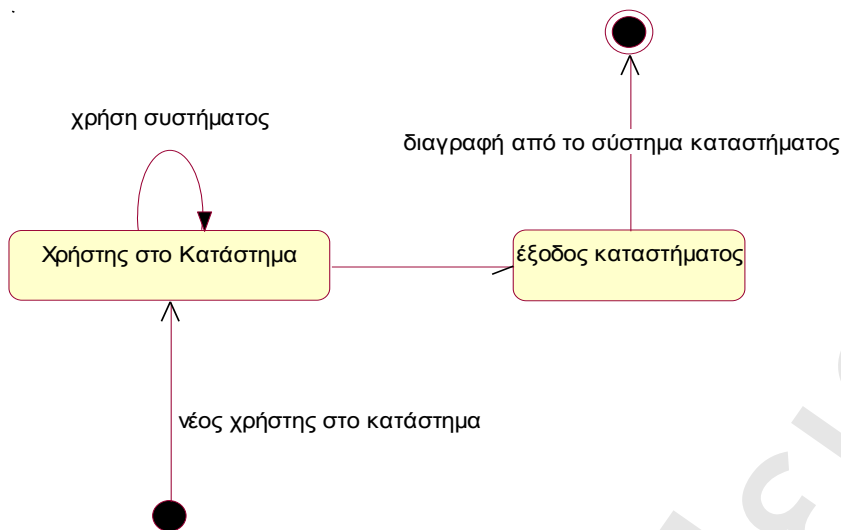 χρήση συστήματος
διαγραφή από το σύστημα καταστήματος
Χρήστης στο Κατάστημα
έξοδος καταστήματος
νέος χρήστης στο κατάστημα